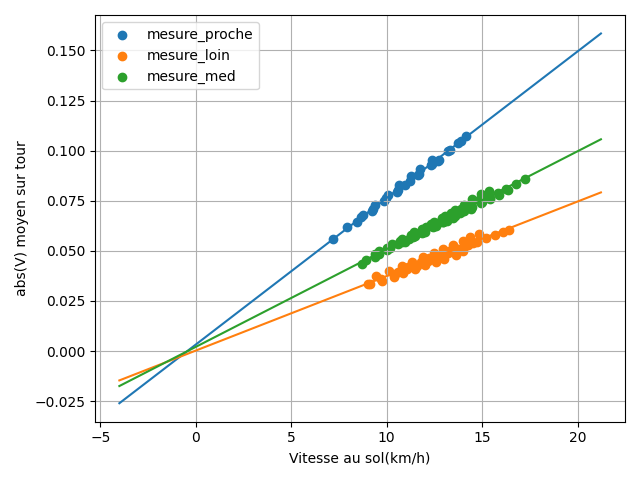 mesure_proche
mesure_loin
mesure_med
0.150
0.125
0.100
0.075
0.050
0.025
0.000
−0.025
abs(V) moyen sur tour
−5
0
5
10
15
20
Vitesse au sol(km/h)